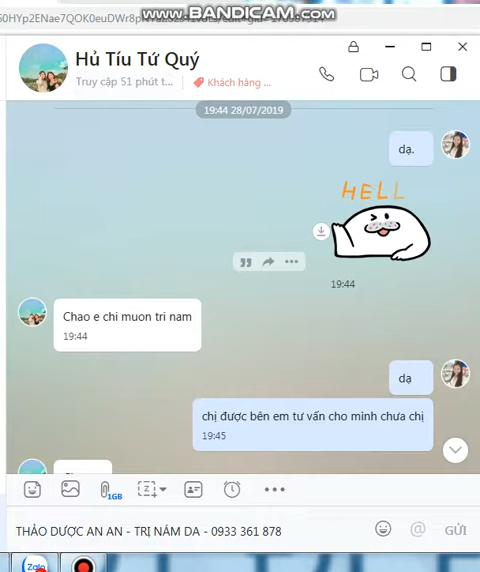 www.BANDICAM.com
Hủ Tíu Tứ Quý
Truy cập 51 phút t...
Khách hàng ...
19:44 28/07/2019
dạ.
HELL
19:44
Chao e chi muon tri nam
19:44
dạ
chị được bên em tư vấn cho mình chưa chị
19:45
1GB
THẢO DƯỢC AN AN - TRỊ NÁM DA - 0933 361 878
@
GỬI
Zalo